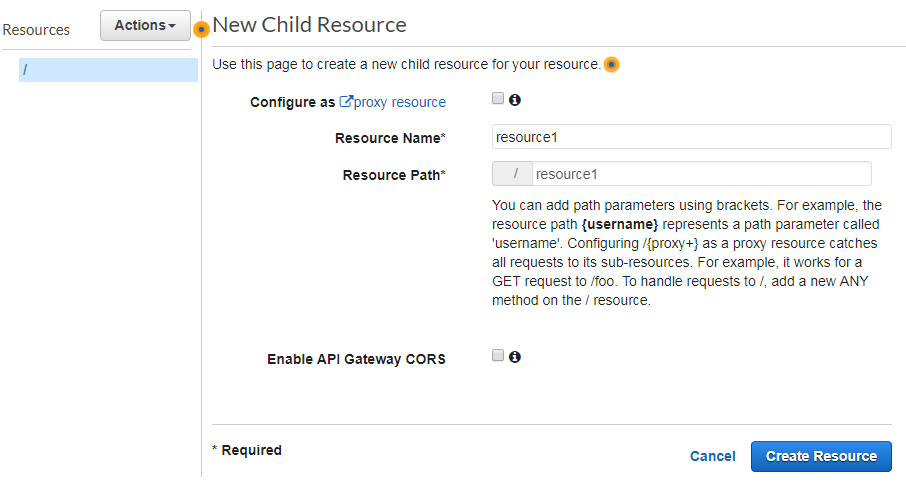 Resources
Actions
/
New Child Resource
Use this page to create a new child resource for your resource.
Configure as proxy resource
Resource Name*
resource1
Resource Path*
/ resource1
You can add path parameters using brackets. For example, the
resource path {username} represents a path parameter called
'username'. Configuring /{proxy+} as a proxy resource catches
all requests to its sub-resources. For example, it works for a
GET request to /foo. To handle requests to /, add a new ANY
method on the / resource.
Enable API Gateway CORS
* Required
Cancel
Create Resource